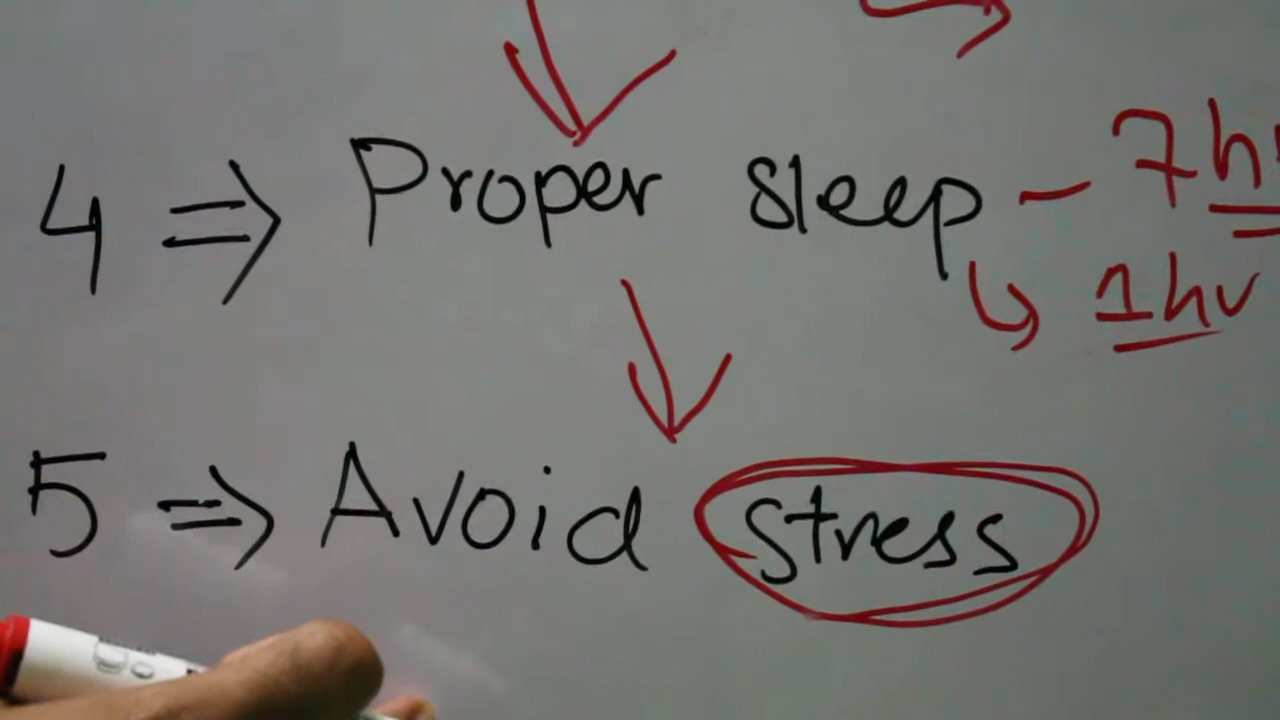 4 ⇒ Proper sleep – 7h
↳ 1hr
5 ⇒ Avoid stress